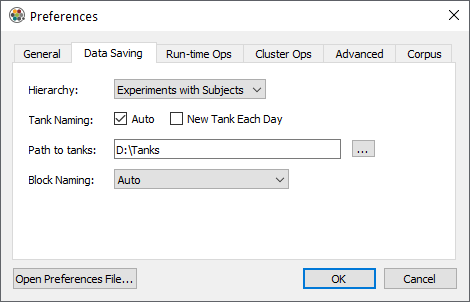 Preferences
General Data Saving Run-time Ops Cluster Ops Advanced Corpus
Hierarchy: Experiments with Subjects
Tank Naming: Auto New Tank Each Day
Path to tanks: D:\Tanks ...
Block Naming: Auto
Open Preferences File... OK Cancel